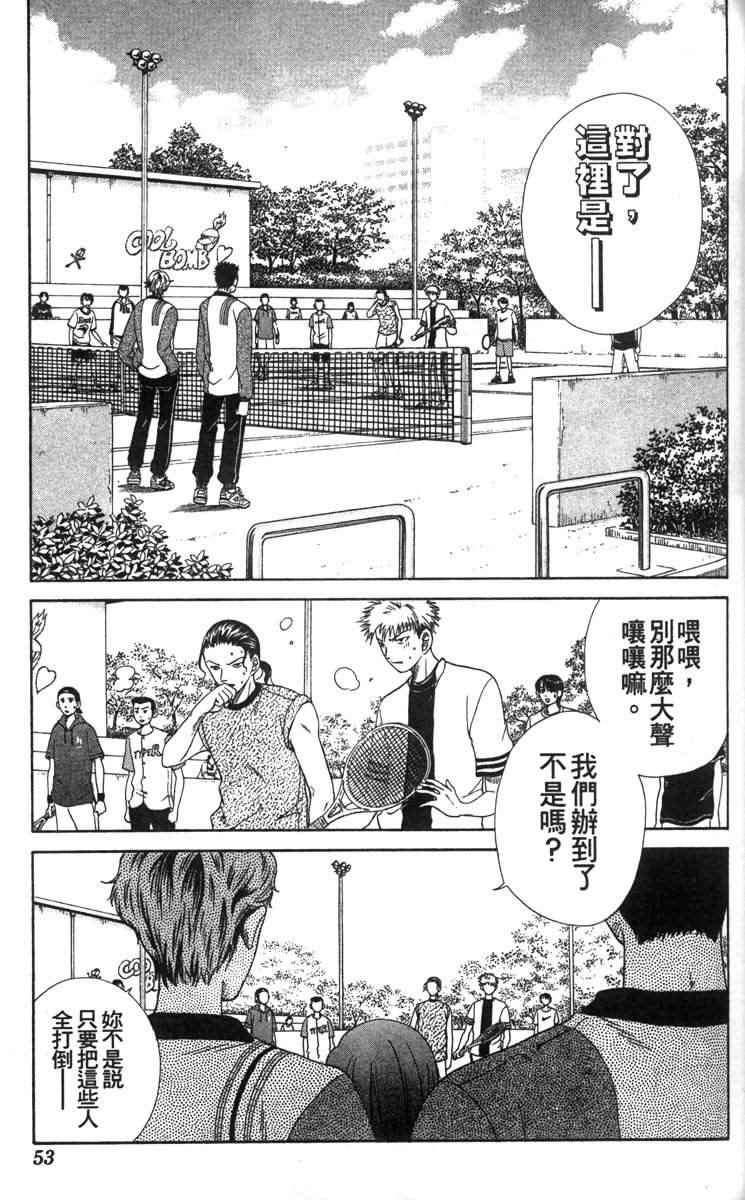 對了，
這裡是——
COOL
BOMB
喂喂，
別那麼大聲
嚷嚷嘛。
我們辦到了
不是嗎？
COOL
妳不是說
只要把這些人
全打倒——
53